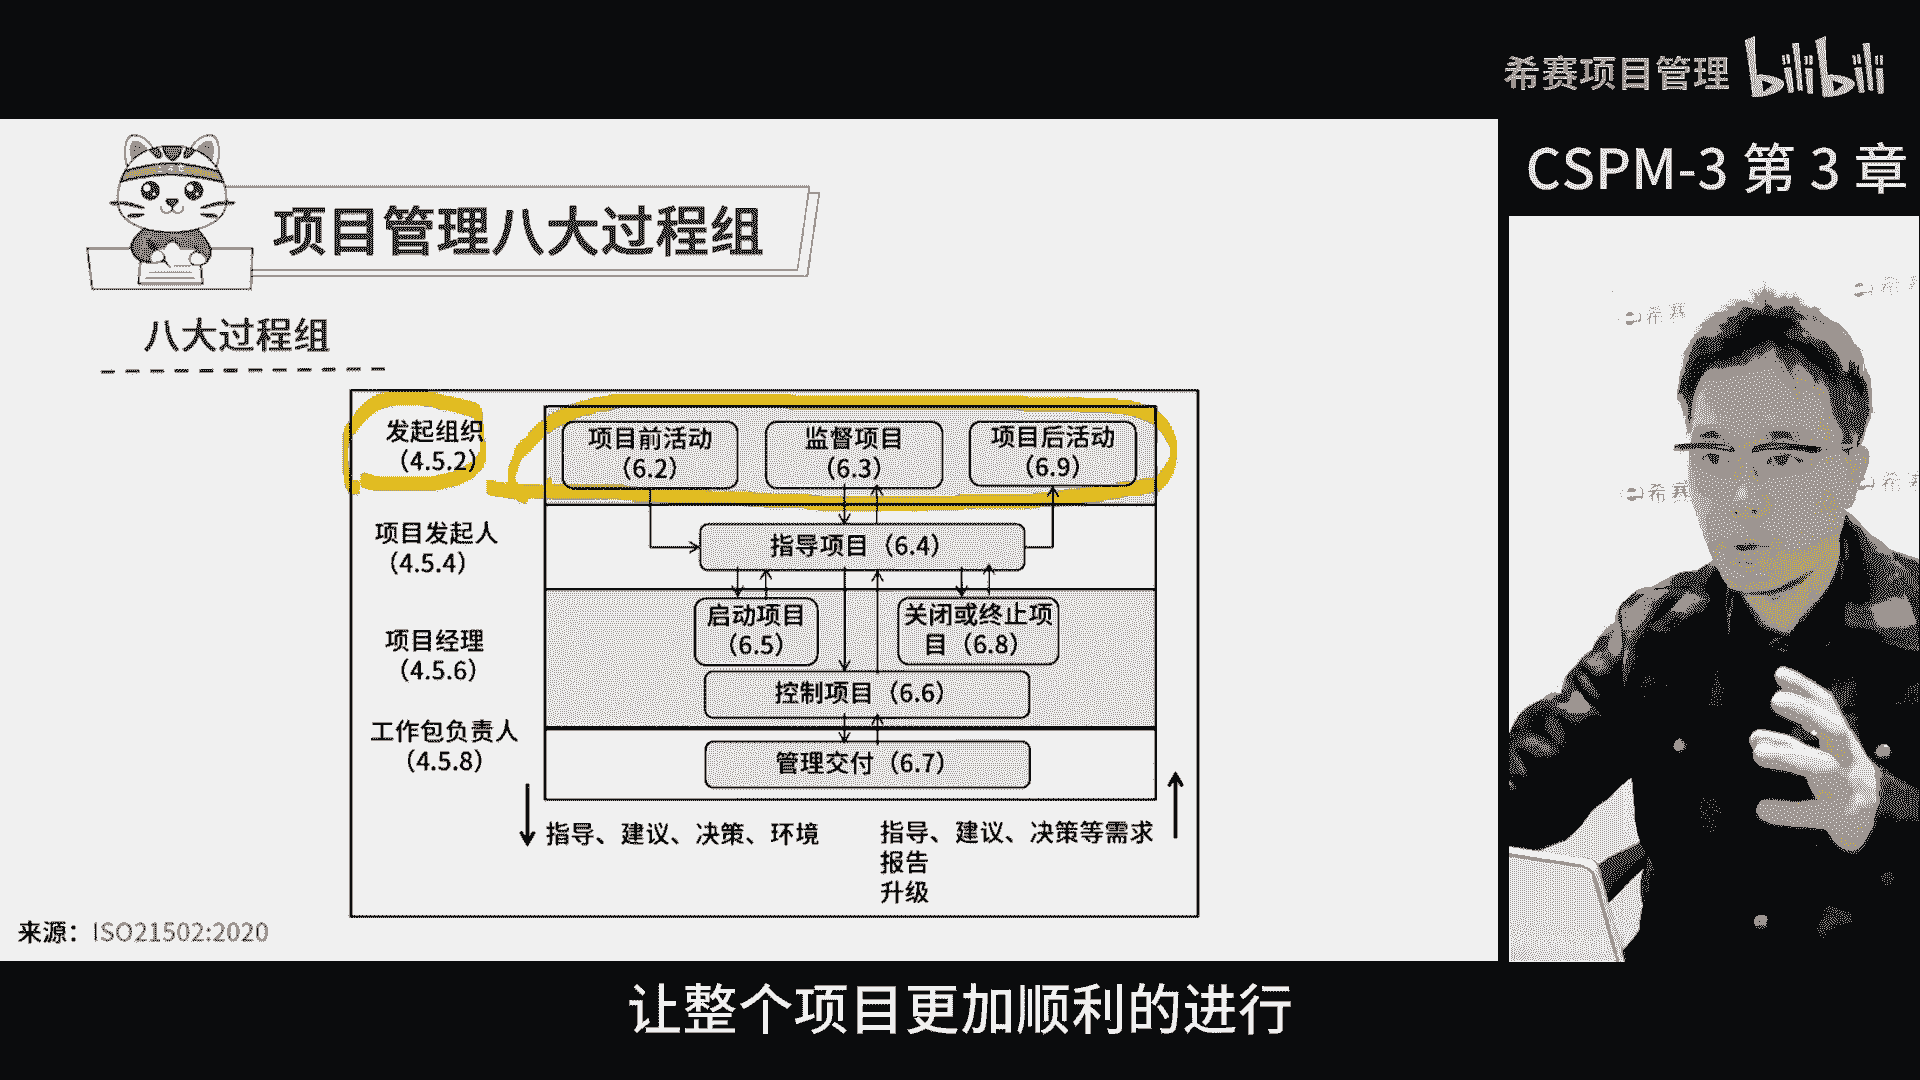 希赛项目管理 bilibili
CSPM-3 第 3 章
项目管理八大过程组
八大过程组
发起组织
（4.5.2）
项目前活动
（6.2）
监督项目
（6.3）
项目后活动
（6.9）
项目发起人
（4.5.4）
指导项目（6.4）
项目经理
（4.5.6）
启动项目
（6.5）
关闭或终止项
目（6.8）
控制项目（6.6）
工作包负责人
（4.5.8）
管理交付（6.7）
指导、建议、决策、环境
指导、建议、决策等需求
报告
升级
来源：ISO21502:2020
希赛
希
希赛
希
让整个项目更加顺利的进行